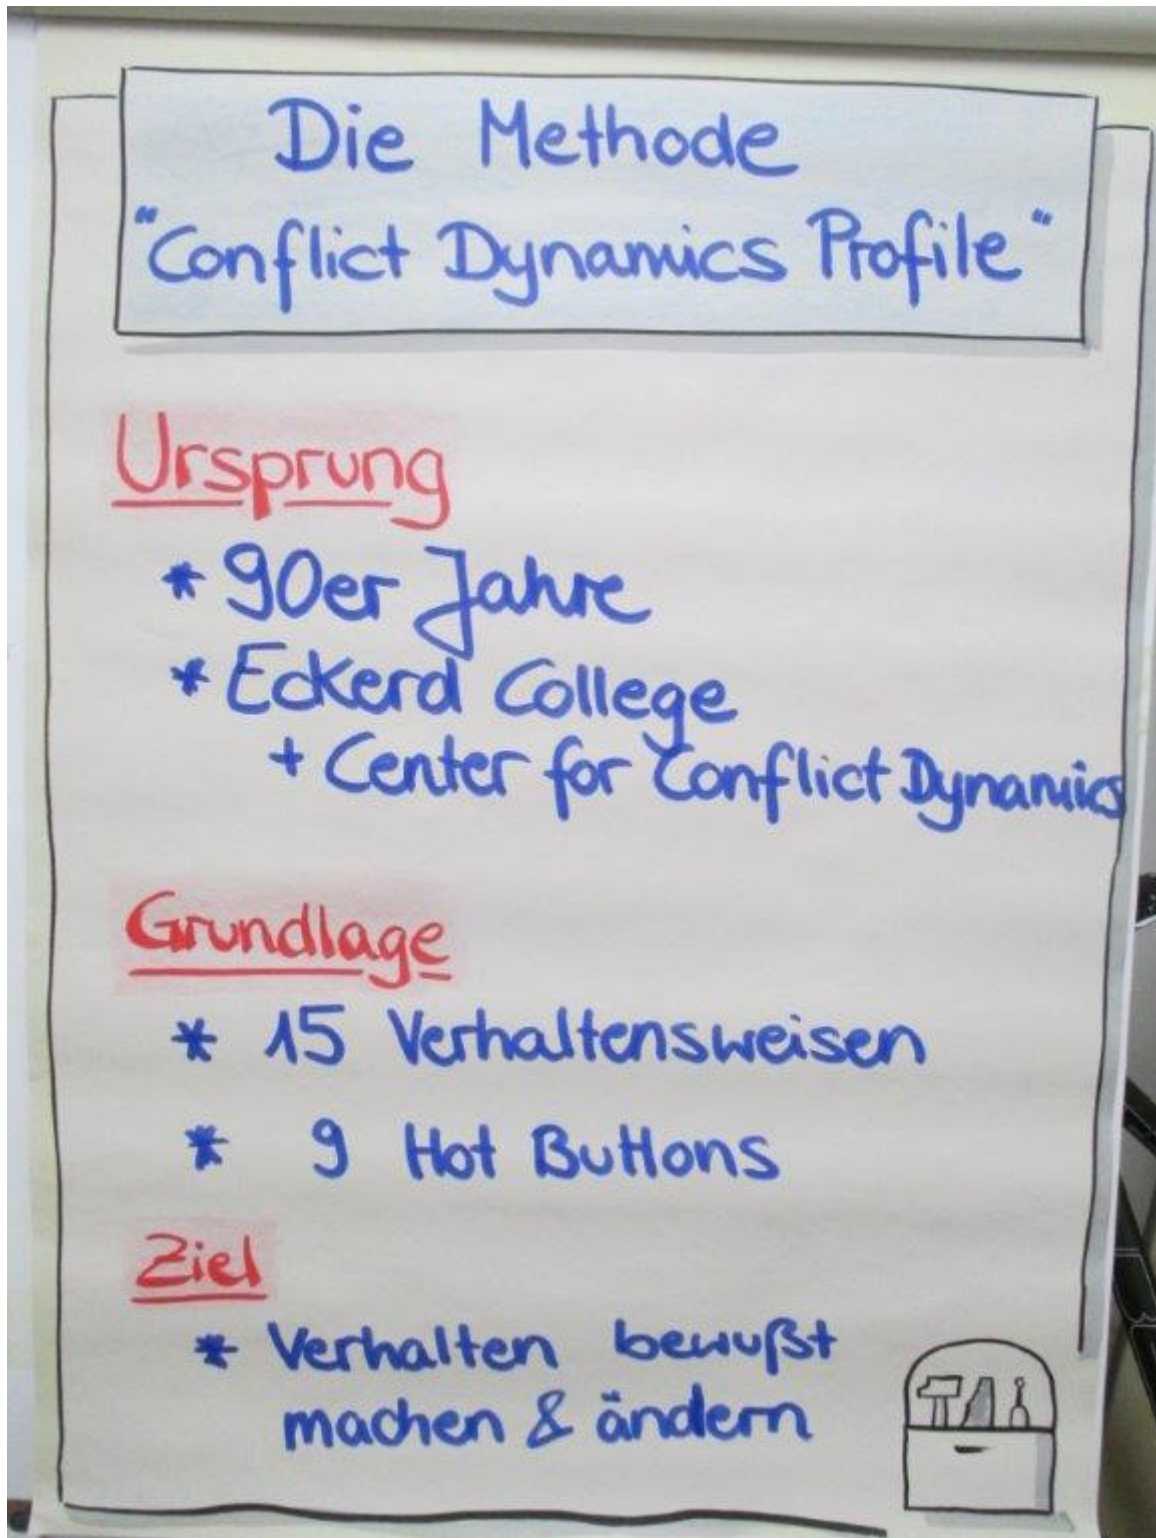 Die Methode
"Conflict Dynamics Profile"
Ursprung
* 90er Jahre
* Eckerd College
+ Center for Conflict Dynamics
Grundlage
* 15 Verhaltensweisen
* 9 Hot Buttons
Ziel
* Verhalten bewußt
machen & ändern